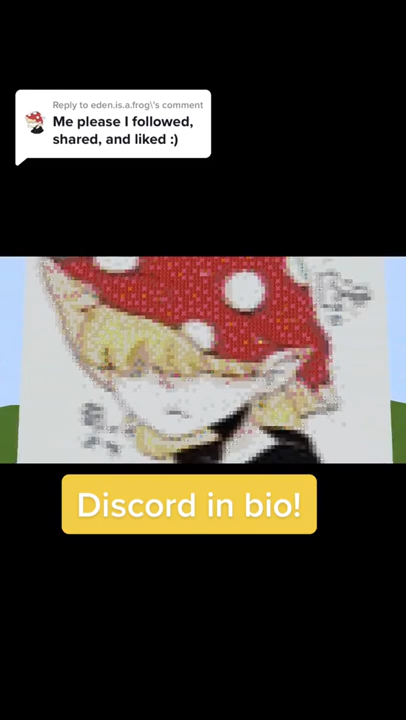 Reply to eden.is.a.frog\'s comment
Me please I followed,
shared, and liked :)
Discord in bio!